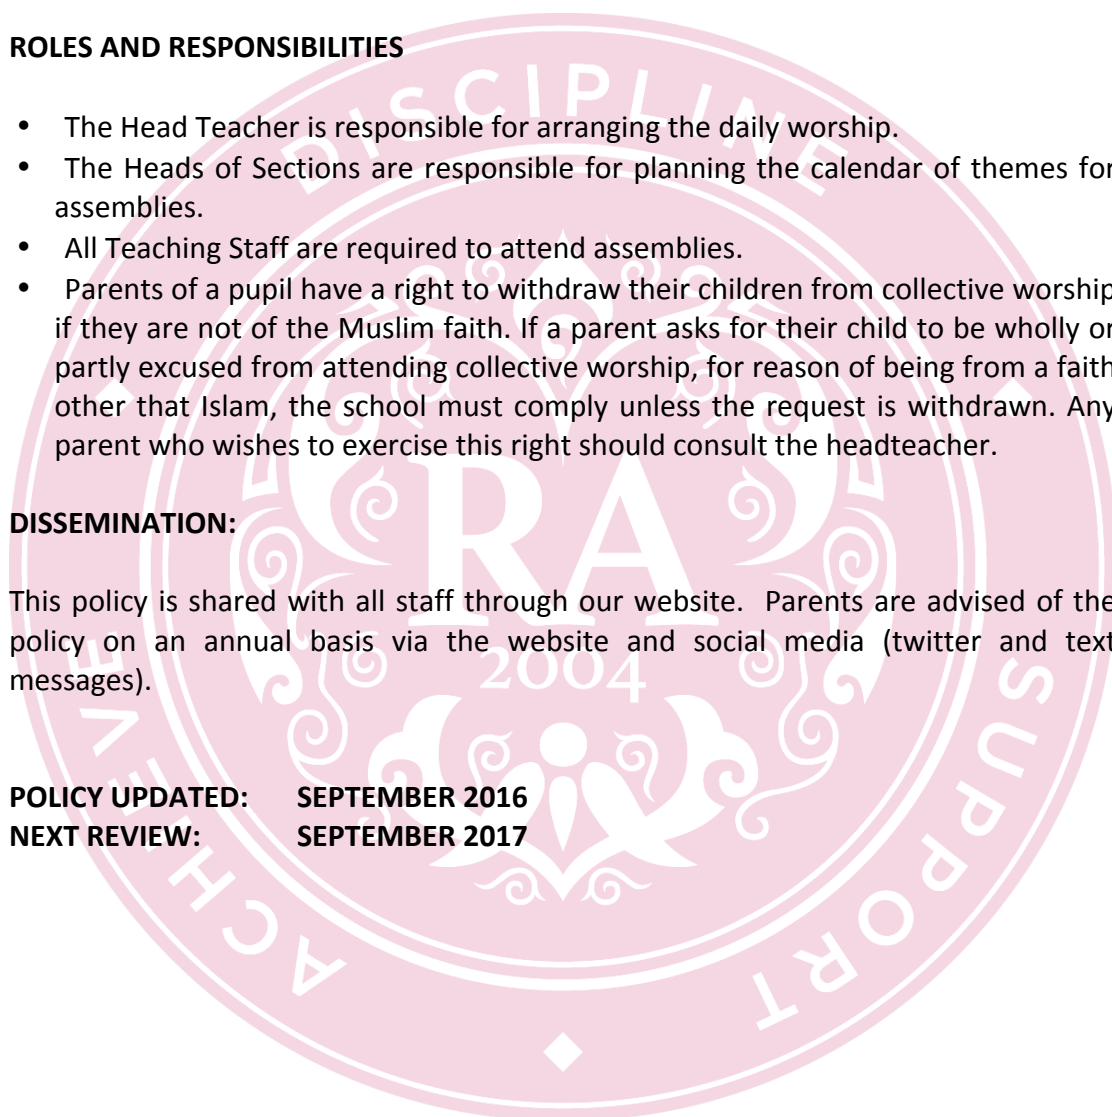 ROLES AND RESPONSIBILITIES
• The Head Teacher is responsible for arranging the daily worship.
• The Heads of Sections are responsible for planning the calendar of themes for
assemblies.
• All Teaching Staff are required to attend assemblies.
• Parents of a pupil have a right to withdraw their children from collective worship
if they are not of the Muslim faith. If a parent asks for their child to be wholly or
partly excused from attending collective worship, for reason of being from a faith
other that Islam, the school must comply unless the request is withdrawn. Any
parent who wishes to exercise this right should consult the headteacher.
DISSEMINATION:
This policy is shared with all staff through our website. Parents are advised of the
policy on an annual basis via the website and social media (twitter and text
messages).
POLICY UPDATED: SEPTEMBER 2016
NEXT REVIEW: SEPTEMBER 2017
DISCIPLINE
SUPPORT
ACHIEVE
RA
2004